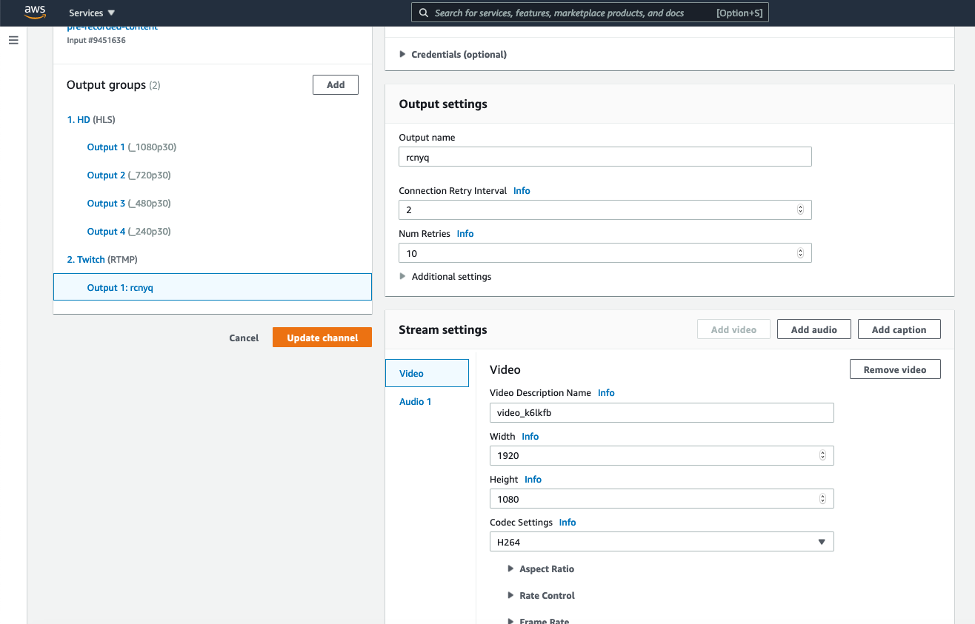 aws
Services
Search for services, features, marketplace products, and docs
[Option+S]
pre-recorded-content
Input #9451636
Output groups (2)
Add
1. HD (HLS)
Output 1 (_1080p30)
Output 2 (_720p30)
Output 3 (_480p30)
Output 4 (_240p30)
2. Twitch (RTMP)
Output 1: rcnyq
Cancel
Update channel
Credentials (optional)
Output settings
Output name
rcnyq
Connection Retry Interval Info
2
Num Retries Info
10
Additional settings
Stream settings
Add video
Add audio
Add caption
Video
Audio 1
Video
Remove video
Video Description Name Info
video_k6lkfb
Width Info
1920
Height Info
1080
Codec Settings Info
H264
Aspect Ratio
Rate Control
Frame Rate